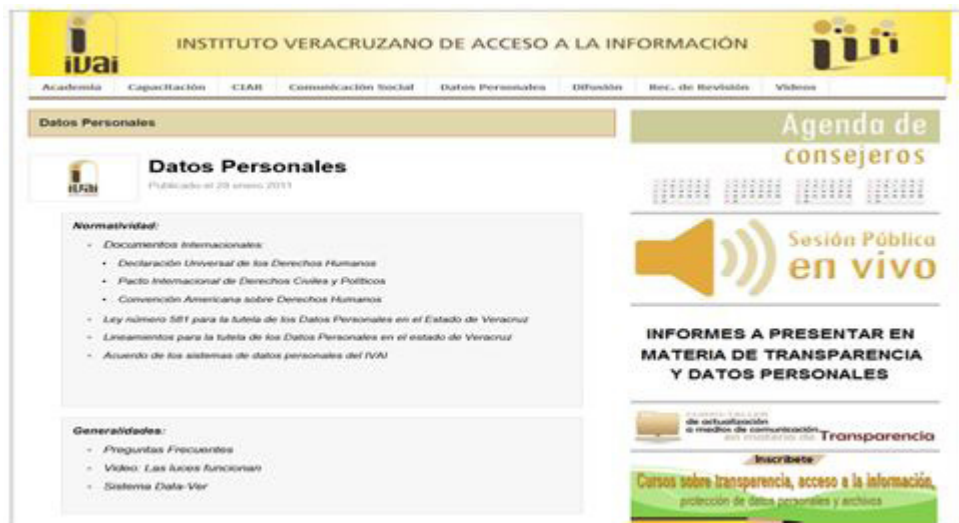 ivai
INSTITUTO VERACRUZANO DE ACCESO A LA INFORMACIÓN
Academia Capacitación CIAR Comunicación Social Datos Personales Difusión Rec. de Revisión Videos
Datos Personales
ivai
Datos Personales
Publicado el 28 enero 2011
Normatividad:
- Documentos Internacionales:
• Declaración Universal de los Derechos Humanos
• Pacto Internacional de Derechos Civiles y Políticos
• Convención Americana sobre Derechos Humanos
- Ley número 581 para la tutela de los Datos Personales en el Estado de Veracruz
- Lineamientos para la tutela de los Datos Personales en el estado de Veracruz
- Acuerdo de los sistemas de datos personales del IVAI
Generalidades:
- Preguntas Frecuentes
- Video: Las luces funcionan
- Sistema Data-Ver
Agenda de
consejeros
Sesión Pública
en vivo
INFORMES A PRESENTAR EN
MATERIA DE TRANSPARENCIA
Y DATOS PERSONALES
de actualización
a medios de comunicación
en materia de Transparencia
Inscríbete
Cursos sobre transparencia, acceso a la información,
protección de datos personales y archivos